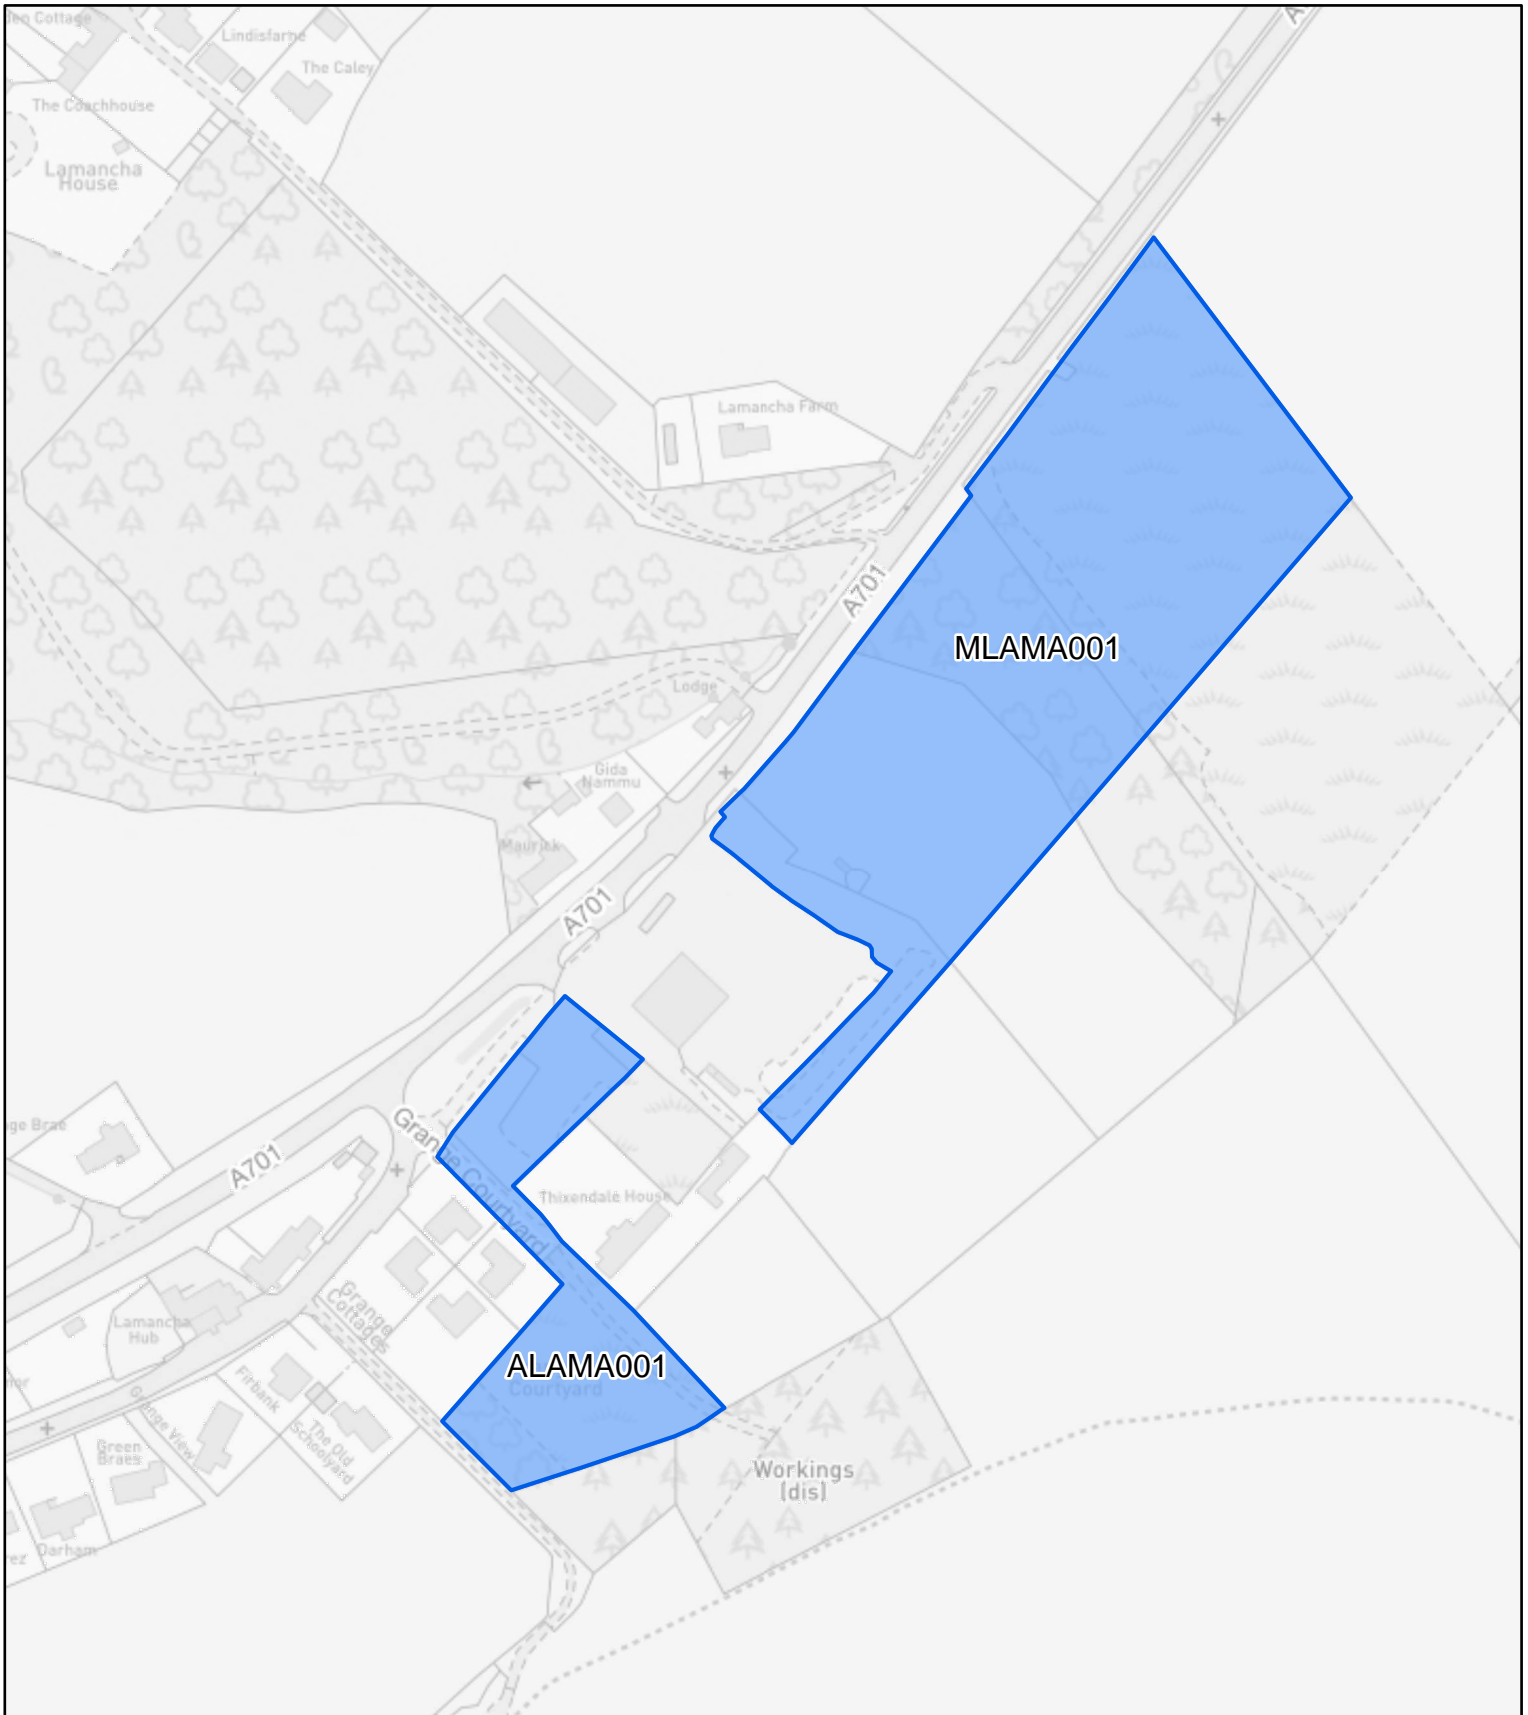 Cottage
Lindisfarne
The Caley
The Coachhouse
Lamancha
House
Lamancha Farm
A701
MLAMA001
Lodge
Gida
Nammu
Maurick
A701
Grange Courtyard
A701
Thixendale House
Grange
Cottages
Lamancha
Hub
ALAMA001
Courtyard
Firbank
Grange View
The Old
Schoolyard
Green
Braes
Workings
(dis)
Darham